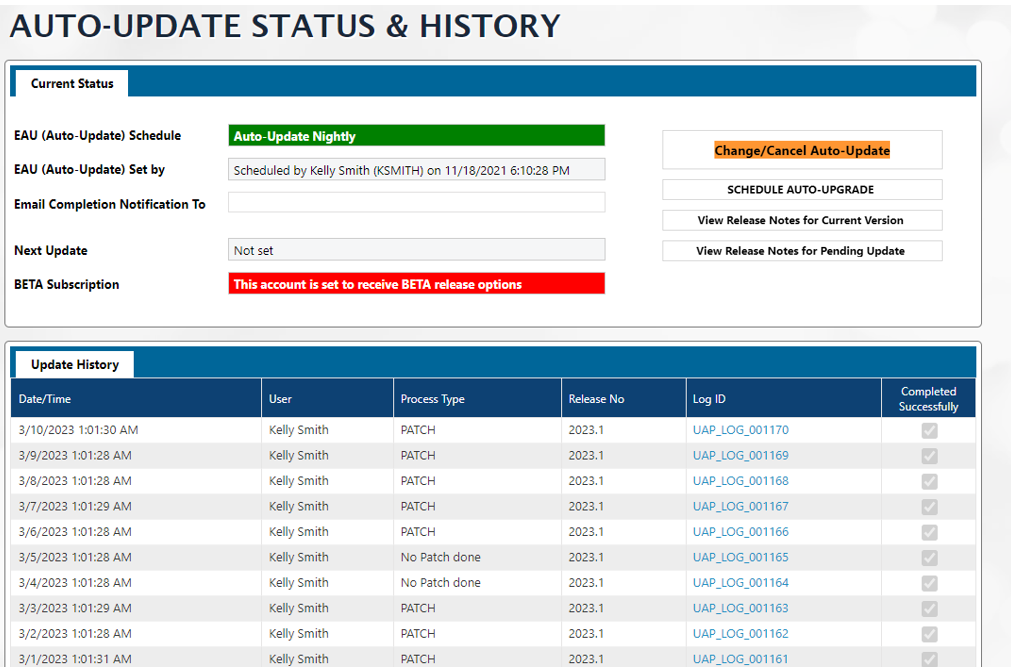 AUTO-UPDATE STATUS & HISTORY
Current Status
EAU (Auto-Update) Schedule Auto-Update Nightly
EAU (Auto-Update) Set by Scheduled by Kelly Smith (KSMITH) on 11/18/2021 6:10:28 PM
Email Completion Notification To
Next Update Not set
BETA Subscription This account is set to receive BETA release options
Change/Cancel Auto-Update
SCHEDULE AUTO-UPGRADE
View Release Notes for Current Version
View Release Notes for Pending Update
Update History
Date/Time User Process Type Release No Log ID Completed Successfully
3/10/2023 1:01:30 AM Kelly Smith PATCH 2023.1 UAP_LOG_001170
3/9/2023 1:01:28 AM Kelly Smith PATCH 2023.1 UAP_LOG_001169
3/8/2023 1:01:28 AM Kelly Smith PATCH 2023.1 UAP_LOG_001168
3/7/2023 1:01:29 AM Kelly Smith PATCH 2023.1 UAP_LOG_001167
3/6/2023 1:01:28 AM Kelly Smith PATCH 2023.1 UAP_LOG_001166
3/5/2023 1:01:28 AM Kelly Smith No Patch done 2023.1 UAP_LOG_001165
3/4/2023 1:01:28 AM Kelly Smith No Patch done 2023.1 UAP_LOG_001164
3/3/2023 1:01:29 AM Kelly Smith PATCH 2023.1 UAP_LOG_001163
3/2/2023 1:01:28 AM Kelly Smith PATCH 2023.1 UAP_LOG_001162
3/1/2023 1:01:31 AM Kelly Smith PATCH 2023.1 UAP_LOG_001161